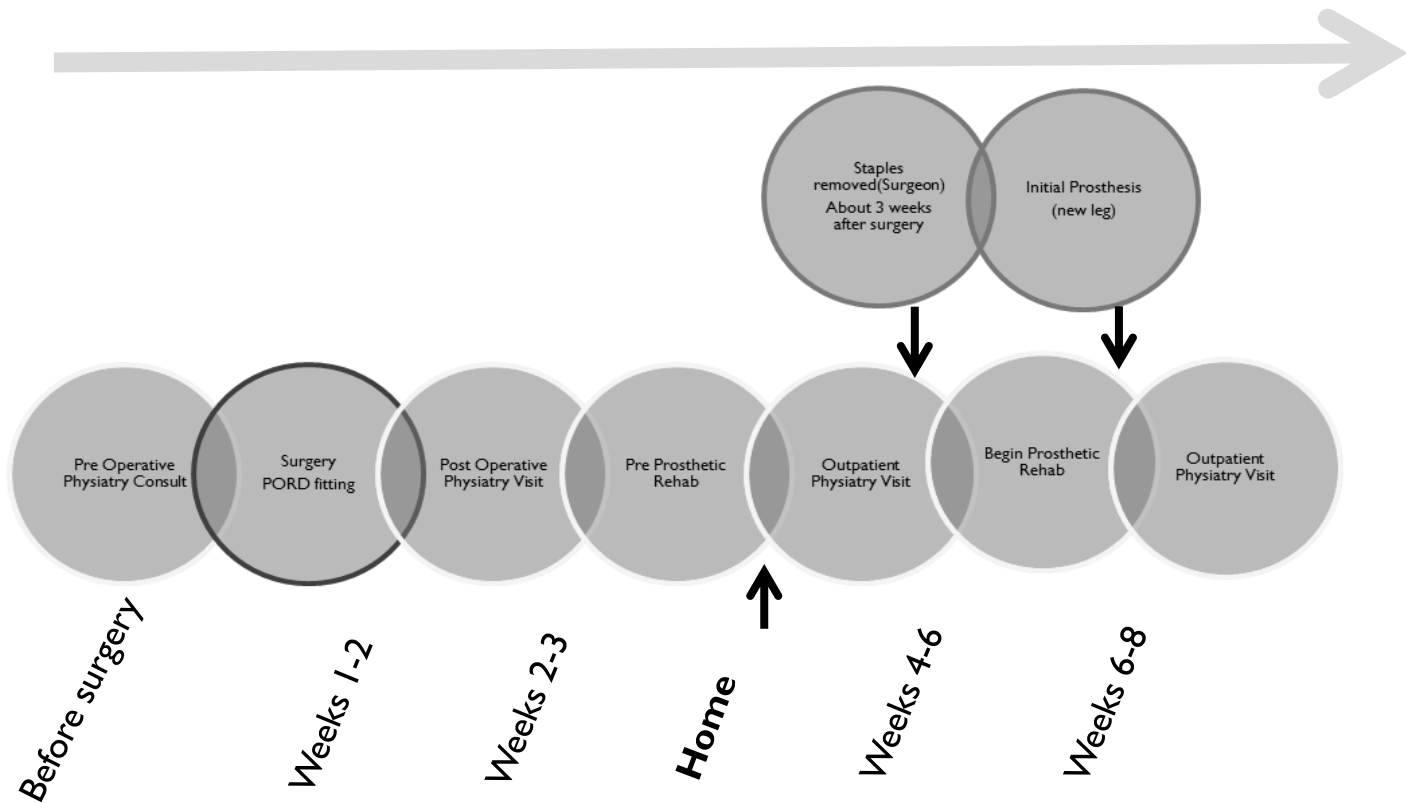 Staples
removed(Surgeon)
About 3 weeks
after surgery
Initial Prosthesis
(new leg)
Pre Operative
Physiatry Consult
Surgery
PORD fitting
Post Operative
Physiatry Visit
Pre Prosthetic
Rehab
Outpatient
Physiatry Visit
Begin Prosthetic
Rehab
Outpatient
Physiatry Visit
Before surgery
Weeks 1-2
Weeks 2-3
Home
Weeks 4-6
Weeks 6-8